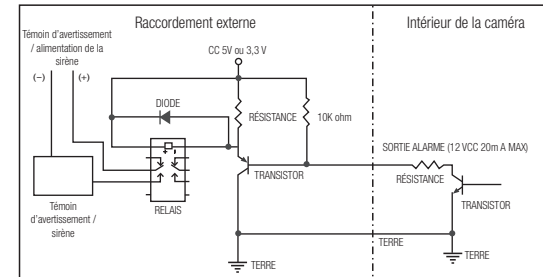 Raccordement externe
Intérieur de la caméra
Témoin d'avertissement
/ alimentation de la
sirène
(−)
(+)
CC 5V ou 3,3 V
DIODE
RÉSISTANCE
10K ohm
SORTIE ALARME (12 VCC 20m A MAX)
RÉSISTANCE
TRANSISTOR
TRANSISTOR
RELAIS
Témoin
d'avertissement /
sirène
TERRE
TERRE
TERRE